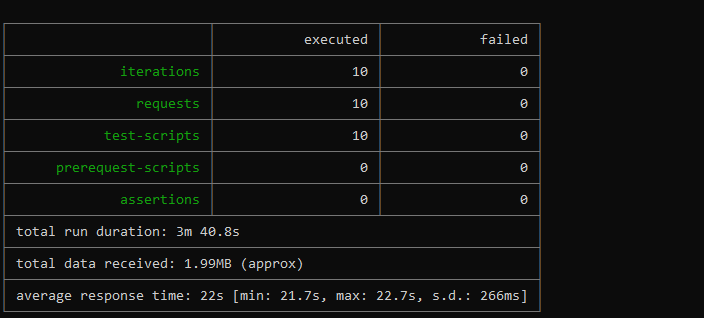 executed failed
iterations 10 0
requests 10 0
test-scripts 10 0
prerequest-scripts 0 0
assertions 0 0
total run duration: 3m 40.8s
total data received: 1.99MB (approx)
average response time: 22s [min: 21.7s, max: 22.7s, s.d.: 266ms]